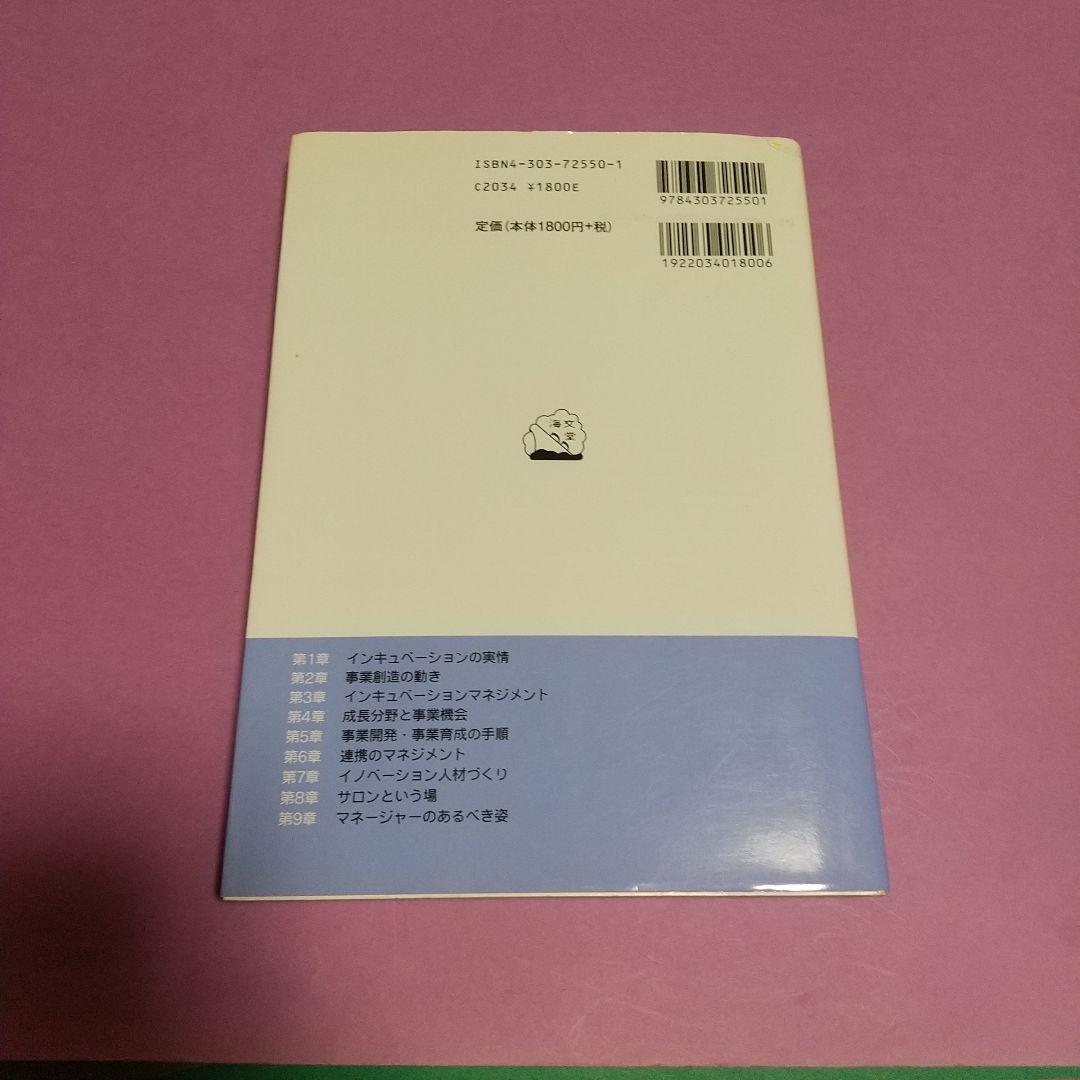 ISBN4-303-72550-1
C2034 ¥1800E
定価(本体1800円+税)
9784303725501
1922034018006
海文堂
第1章 インキュベーションの実情
第2章 事業創造の動き
第3章 インキュベーションマネジメント
第4章 成長分野と事業機会
第5章 事業開発・事業育成の手順
第6章 連携のマネジメント
第7章 イノベーション人材づくり
第8章 サロンという場
第9章 マネージャーのあるべき姿